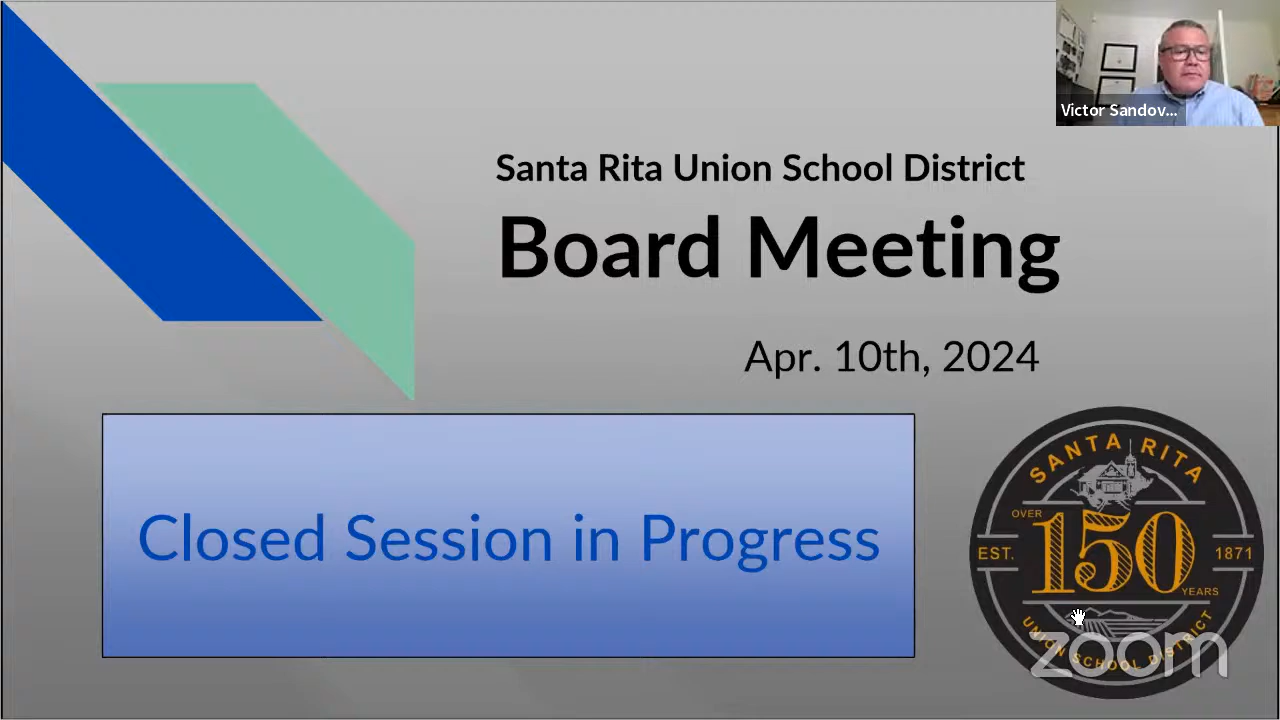 Victor Sandov...
Santa Rita Union School District
Board Meeting
Apr. 10th, 2024
Closed Session in Progress
SANTA RITA
OVER
150
EST.
1871
YEARS
UNION SCHOOL DISTRICT
zoom